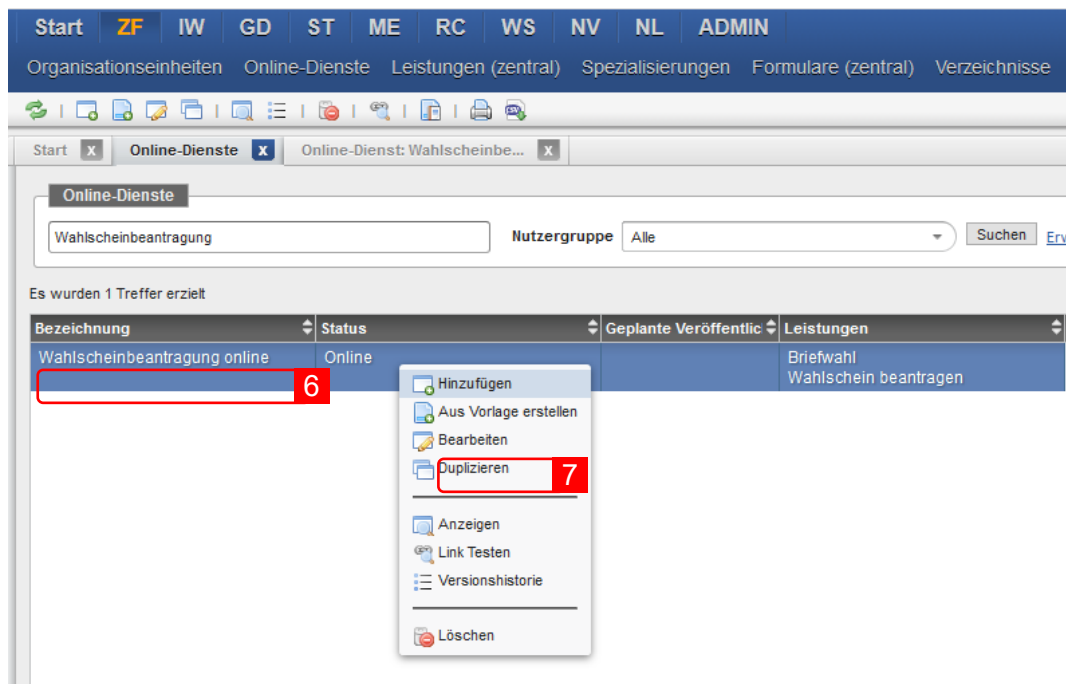 Start ZF IW GD ST ME RC WS NV NL ADMIN
Organisationseinheiten Online-Dienste Leistungen (zentral) Spezialisierungen Formulare (zentral) Verzeichnisse
CSV
Start x Online-Dienste x Online-Dienst: Wahlscheinbe... x
Online-Dienste
Wahlscheinbeantragung Nutzergruppe Alle Suchen Erv
Es wurden 1 Treffer erzielt
Bezeichnung Status Geplante Veröffentlic Leistungen
Wahlscheinbeantragung online Online Briefwahl
Wahlschein beantragen
6
Hinzufügen
Aus Vorlage erstellen
Bearbeiten
Duplizieren 7
Anzeigen
Link Testen
Versionshistorie
Löschen